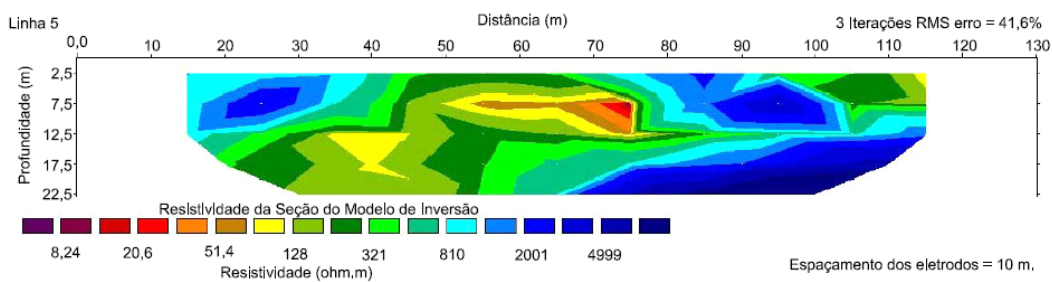 Linha 5
Distância (m)
3 Iterações RMS erro = 41,6%
0,0 10 20 30 40 50 60 70 80 90 100 110 120 130
Profundidade (m)
2,5
7,5
12,5
17,5
22,5
Resistividade da Seção do Modelo de Inversão
8,24 20,6 51,4 128 321 810 2001 4999
Resistividade (ohm,m)
Espaçamento dos eletrodos = 10 m,